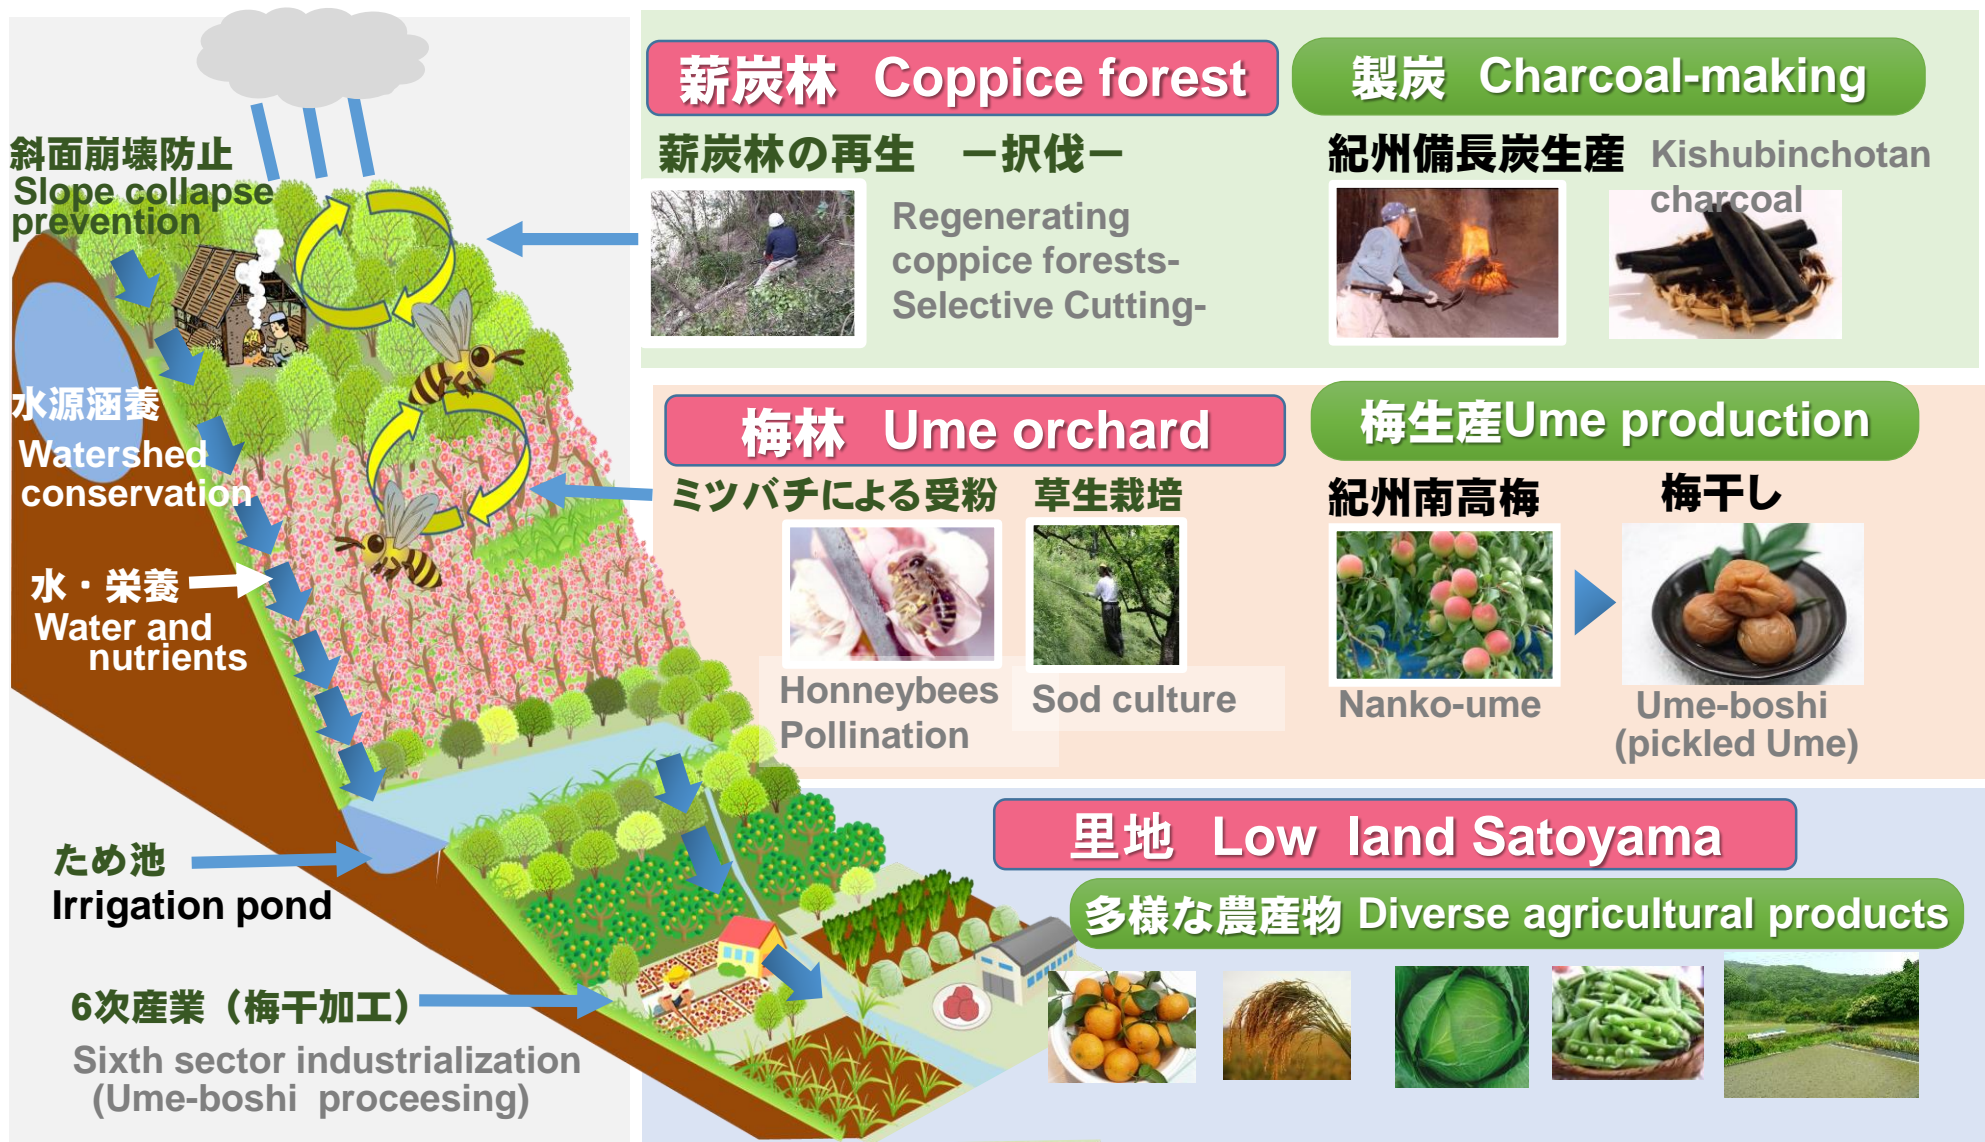 斜面崩壊防止
Slope collapse
prevention
水源涵養
Watershed
conservation
水・栄養
Water and
nutrients
ため池
Irrigation pond
6次産業（梅干加工）
Sixth sector industrialization
(Ume-boshi proceesing)
薪炭林 Coppice forest
薪炭林の再生 ー択伐ー
Regenerating
coppice forests-
Selective Cutting-
製炭 Charcoal-making
紀州備長炭生産 Kishubinchotan
charcoal
梅林 Ume orchard
ミツバチによる受粉 草生栽培
Honneybees
Pollination
Sod culture
梅生産Ume production
紀州南高梅 梅干し
Nanko-ume
Ume-boshi
(pickled Ume)
里地 Low land Satoyama
多様な農産物 Diverse agricultural products